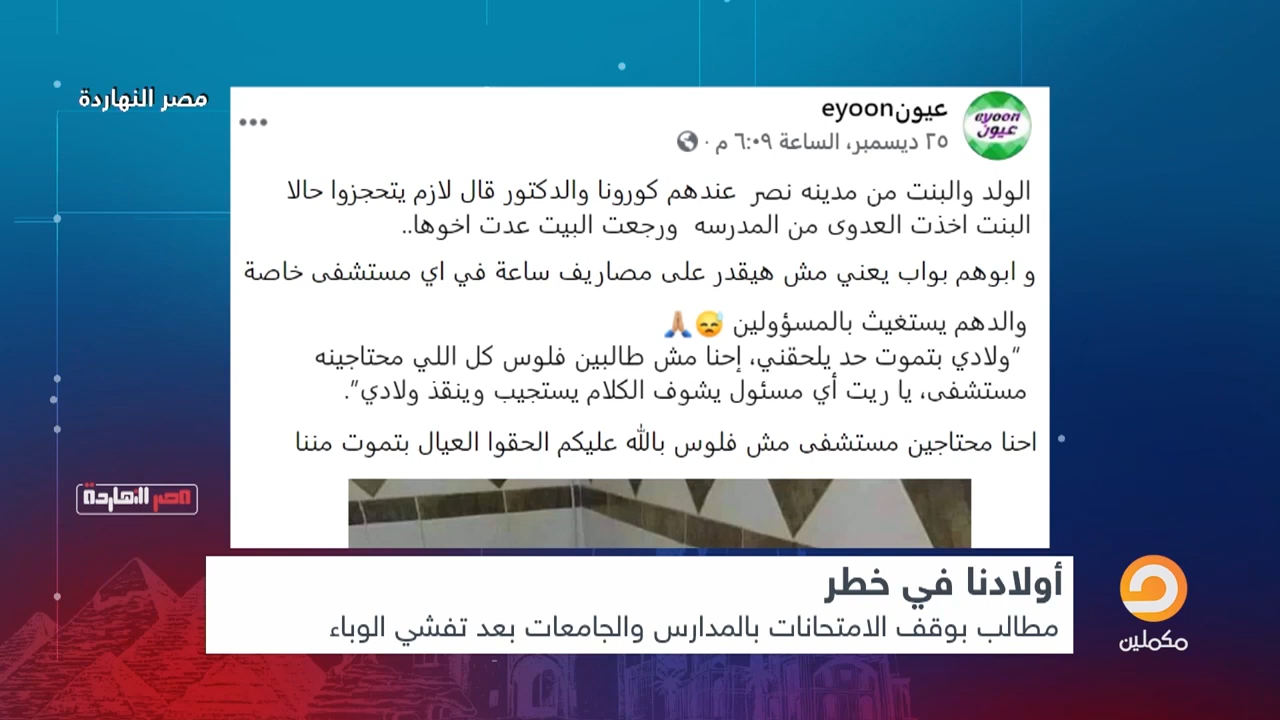 مصر النهاردة
عيونeyoon
eyoon
عيون
٢٥ ديسمبر، الساعة ٦:٠٩ م ·
الولد والبنت من مدينه نصر عندهم كورونا والدكتور قال لازم يتحجزوا حالا
البنت اخذت العدوى من المدرسه ورجعت البيت عدت اخوها..
و ابوهم بواب يعني مش هيقدر على مصاريف ساعة في اي مستشفى خاصة
والدهم يستغيث بالمسؤولين 😓🙏🏼
“ولادي بتموت حد يلحقني، إحنا مش طالبين فلوس كل اللي محتاجينه
مستشفى، يا ريت أي مسئول يشوف الكلام يستجيب وينقذ ولادي”.
احنا محتاجين مستشفى مش فلوس بالله عليكم الحقوا العيال بتموت مننا
مصر النهاردة
أولادنا في خطر
مطالب بوقف الامتحانات بالمدارس والجامعات بعد تفشي الوباء
مكملين